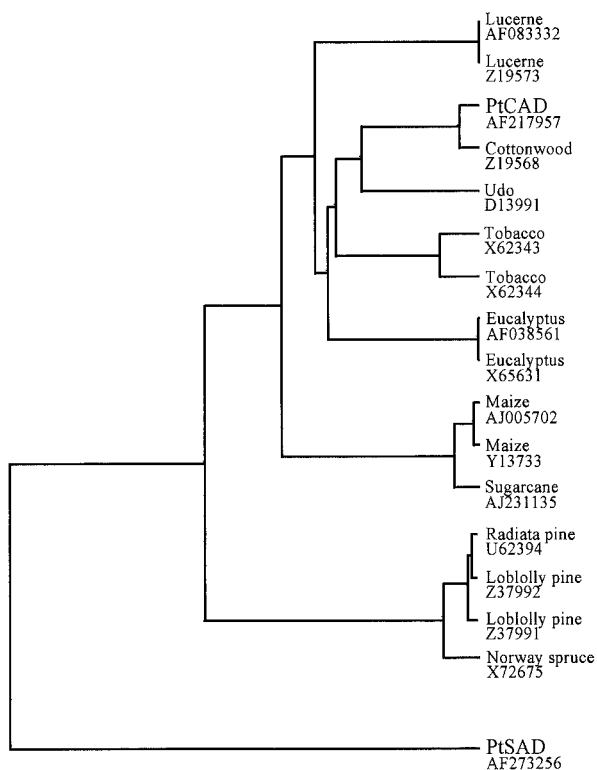 Lucerne
AF083332
Lucerne
Z19573
PtCAD
AF217957
Cottonwood
Z19568
Udo
D13991
Tobacco
X62343
Tobacco
X62344
Eucalyptus
AF038561
Eucalyptus
X65631
Maize
AJ005702
Maize
Y13733
Sugarcane
AJ231135
Radiata pine
U62394
Loblolly pine
Z37992
Loblolly pine
Z37991
Norway spruce
X72675
PtSAD
AF273256